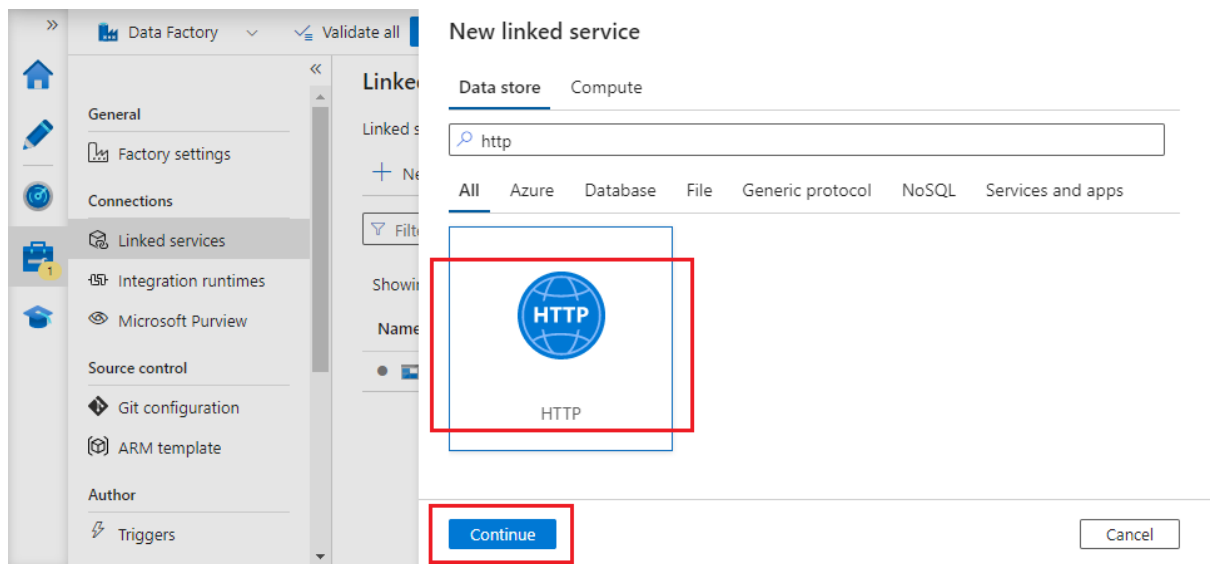 Data Factory
Validate all
General
Factory settings
Connections
Linked services
Integration runtimes
Microsoft Purview
Source control
Git configuration
ARM template
Author
Triggers
1
Linke
Linked s
Ne
Filt
Showin
Name
New linked service
Data store Compute
http
All Azure Database File Generic protocol NoSQL Services and apps
HTTP
HTTP
Continue Cancel